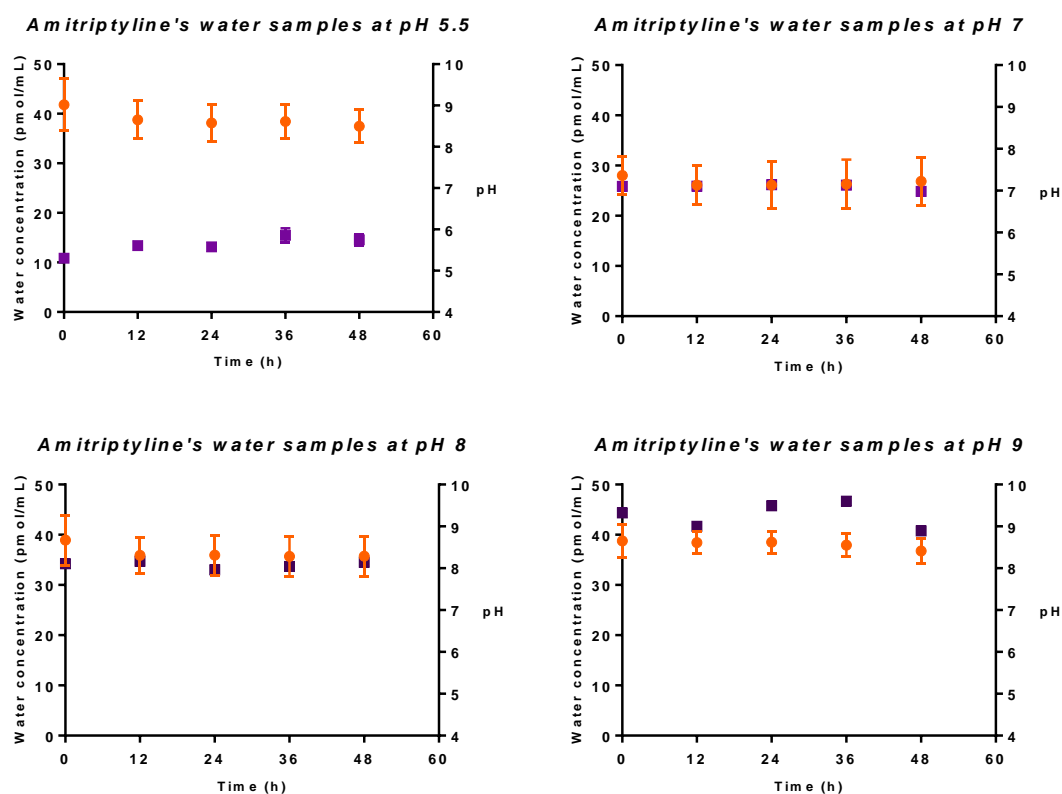 Amitriptyline's water samples at pH 5.5
Water concentration (pmol/mL)
50
40
30
20
10
0
10
9
8
7
6
5
4
pH
0 12 24 36 48 60
Time (h)
Amitriptyline's water samples at pH 7
Water concentration (pmol/mL)
50
40
30
20
10
0
10
9
8
7
6
5
4
pH
0 12 24 36 48 60
Time (h)
Amitriptyline's water samples at pH 8
Water concentration (pmol/mL)
50
40
30
20
10
0
10
9
8
7
6
5
4
pH
0 12 24 36 48 60
Time (h)
Amitriptyline's water samples at pH 9
Water concentration (pmol/mL)
50
40
30
20
10
0
10
9
8
7
6
5
4
pH
0 12 24 36 48 60
Time (h)